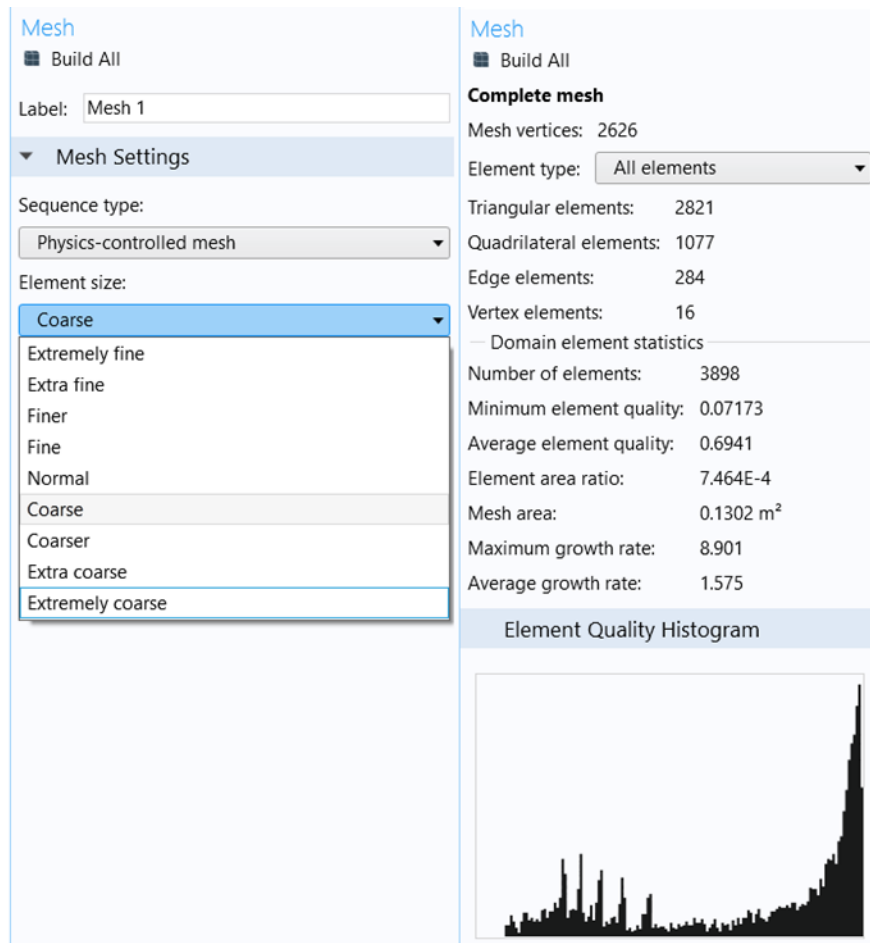 Mesh
Build All
Label: Mesh 1
Mesh Settings
Sequence type:
Physics-controlled mesh
Element size:
Coarse
Extremely fine
Extra fine
Finer
Fine
Normal
Coarse
Coarser
Extra coarse
Extremely coarse
Mesh
Build All
Complete mesh
Mesh vertices: 2626
Element type: All elements
Triangular elements: 2821
Quadrilateral elements: 1077
Edge elements: 284
Vertex elements: 16
Domain element statistics
Number of elements: 3898
Minimum element quality: 0.07173
Average element quality: 0.6941
Element area ratio: 7.464E-4
Mesh area: 0.1302 m²
Maximum growth rate: 8.901
Average growth rate: 1.575
Element Quality Histogram